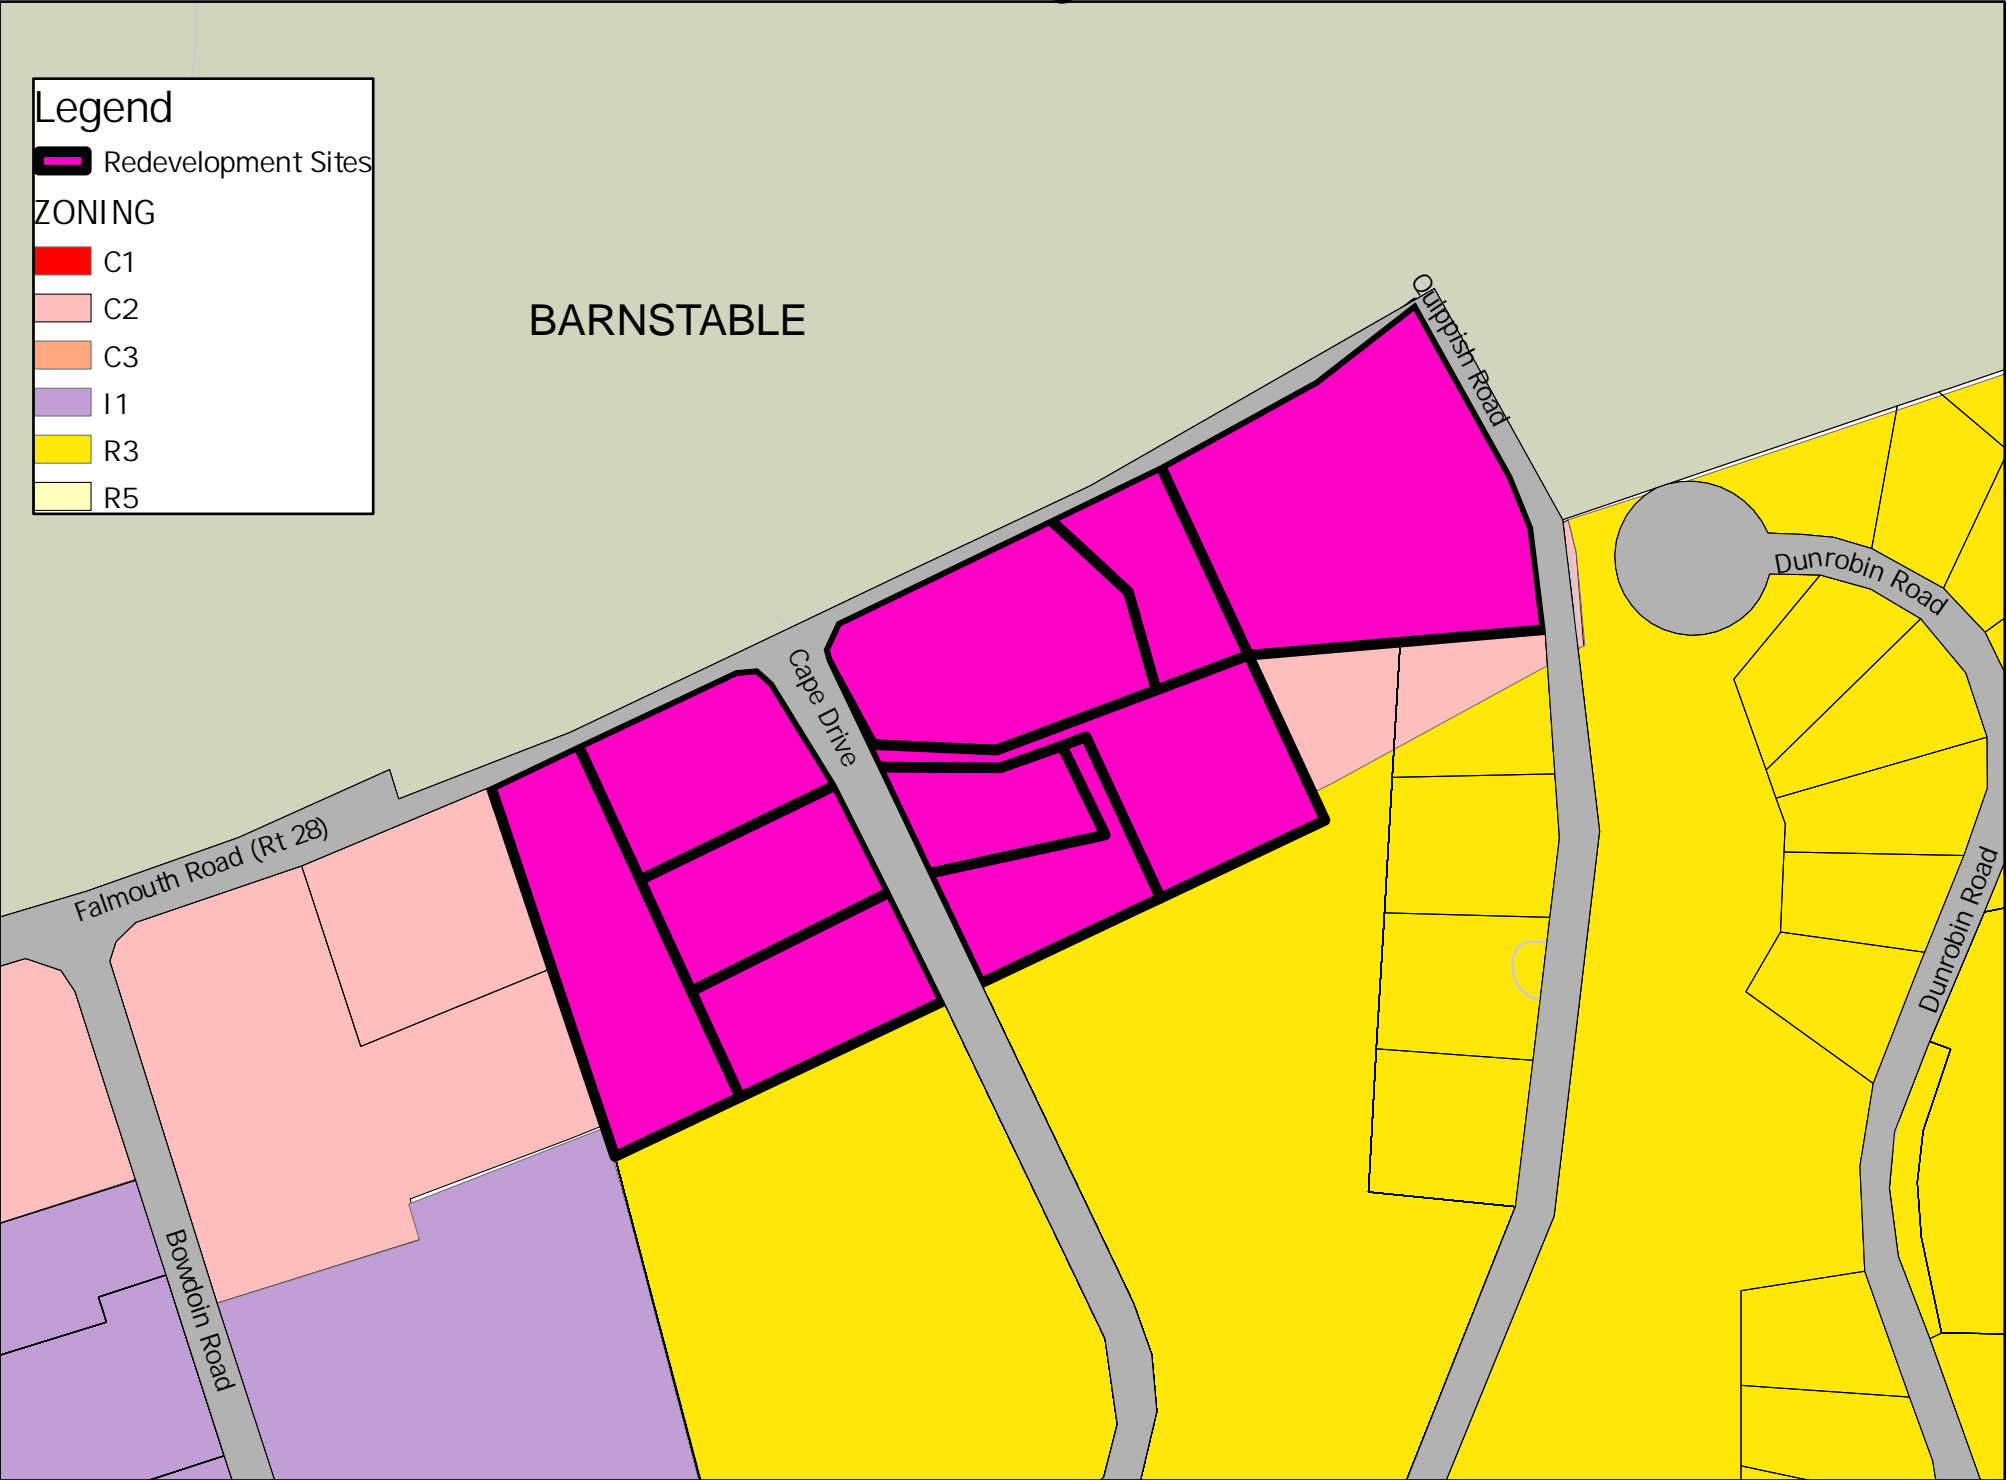 Legend
Redevelopment Sites
ZONING
C1
C2
C3
I1
R3
R5
BARNSTABLE
Quippish Road
Dunrobin Road
Cape Drive
Falmouth Road (Rt 28)
Dunrobin Road
Bowdoin Road